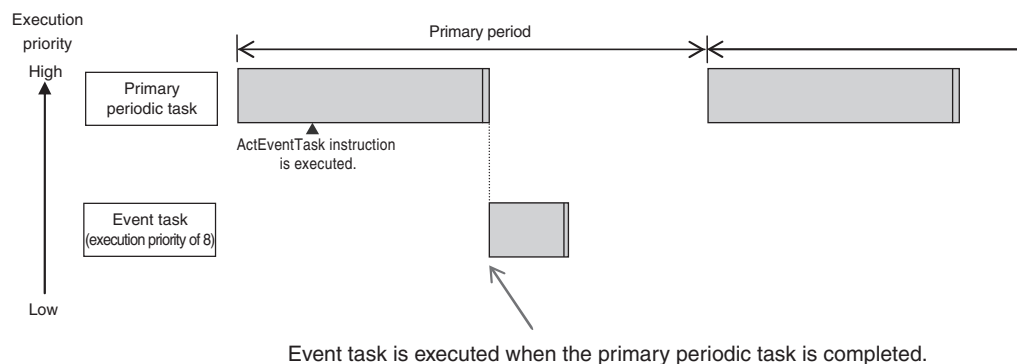 Execution
priority
High
Primary period
Primary
periodic task
ActEventTask instruction
is executed.
Event task
(execution priority of 8)
Low
Event task is executed when the primary periodic task is completed.